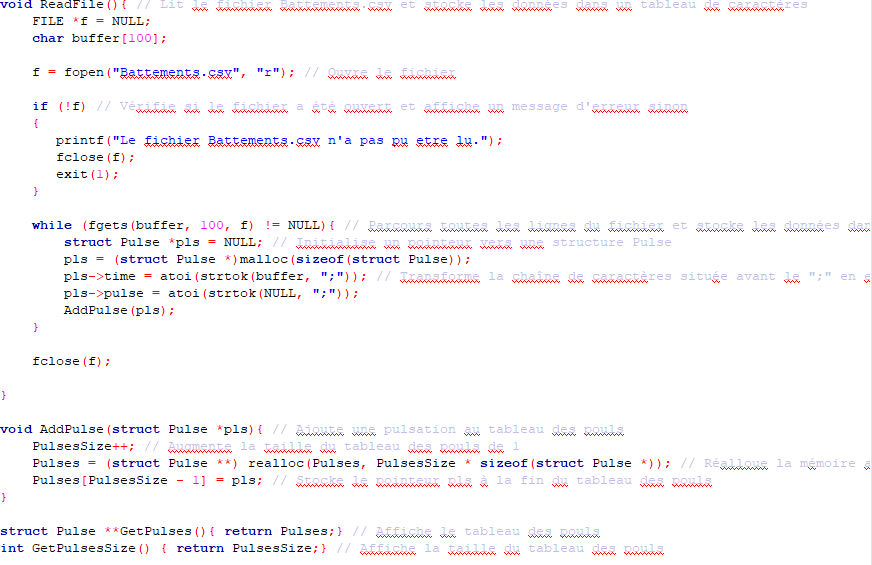 void ReadFile(){ // Lit le fichier Battements.csv et stocke les données dans un tableau de caractères
FILE *f = NULL;
char buffer[100];
f = fopen("Battements.csv", "r"); // Ouvre le fichier
if (!f) // Vérifie si le fichier a été ouvert et affiche un message d'erreur sinon
{
printf("Le fichier Battements.csv n'a pas pu etre lu.");
fclose(f);
exit(1);
}
while (fgets(buffer, 100, f) != NULL){ // Parcours toutes les lignes du fichier et stocke les données dan
struct Pulse *pls = NULL; // Initialise un pointeur vers une structure Pulse
pls = (struct Pulse *)malloc(sizeof(struct Pulse));
pls->time = atoi(strtok(buffer, ";")); // Transforme la chaîne de caractères située avant le ";" en
pls->pulse = atoi(strtok(NULL, ";"));
AddPulse(pls);
}
fclose(f);
}
void AddPulse(struct Pulse *pls){ // Ajoute une pulsation au tableau des pouls
PulsesSize++; // Augmente la taille du tableau des pouls de 1
Pulses = (struct Pulse **) realloc(Pulses, PulsesSize * sizeof(struct Pulse *)); // Réalloue la mémoire
Pulses[PulsesSize - 1] = pls; // Stocke le pointeur pls à la fin du tableau des pouls
}
struct Pulse **GetPulses(){ return Pulses;} // Affiche le tableau des pouls
int GetPulsesSize() { return PulsesSize;} // Affiche la taille du tableau des pouls